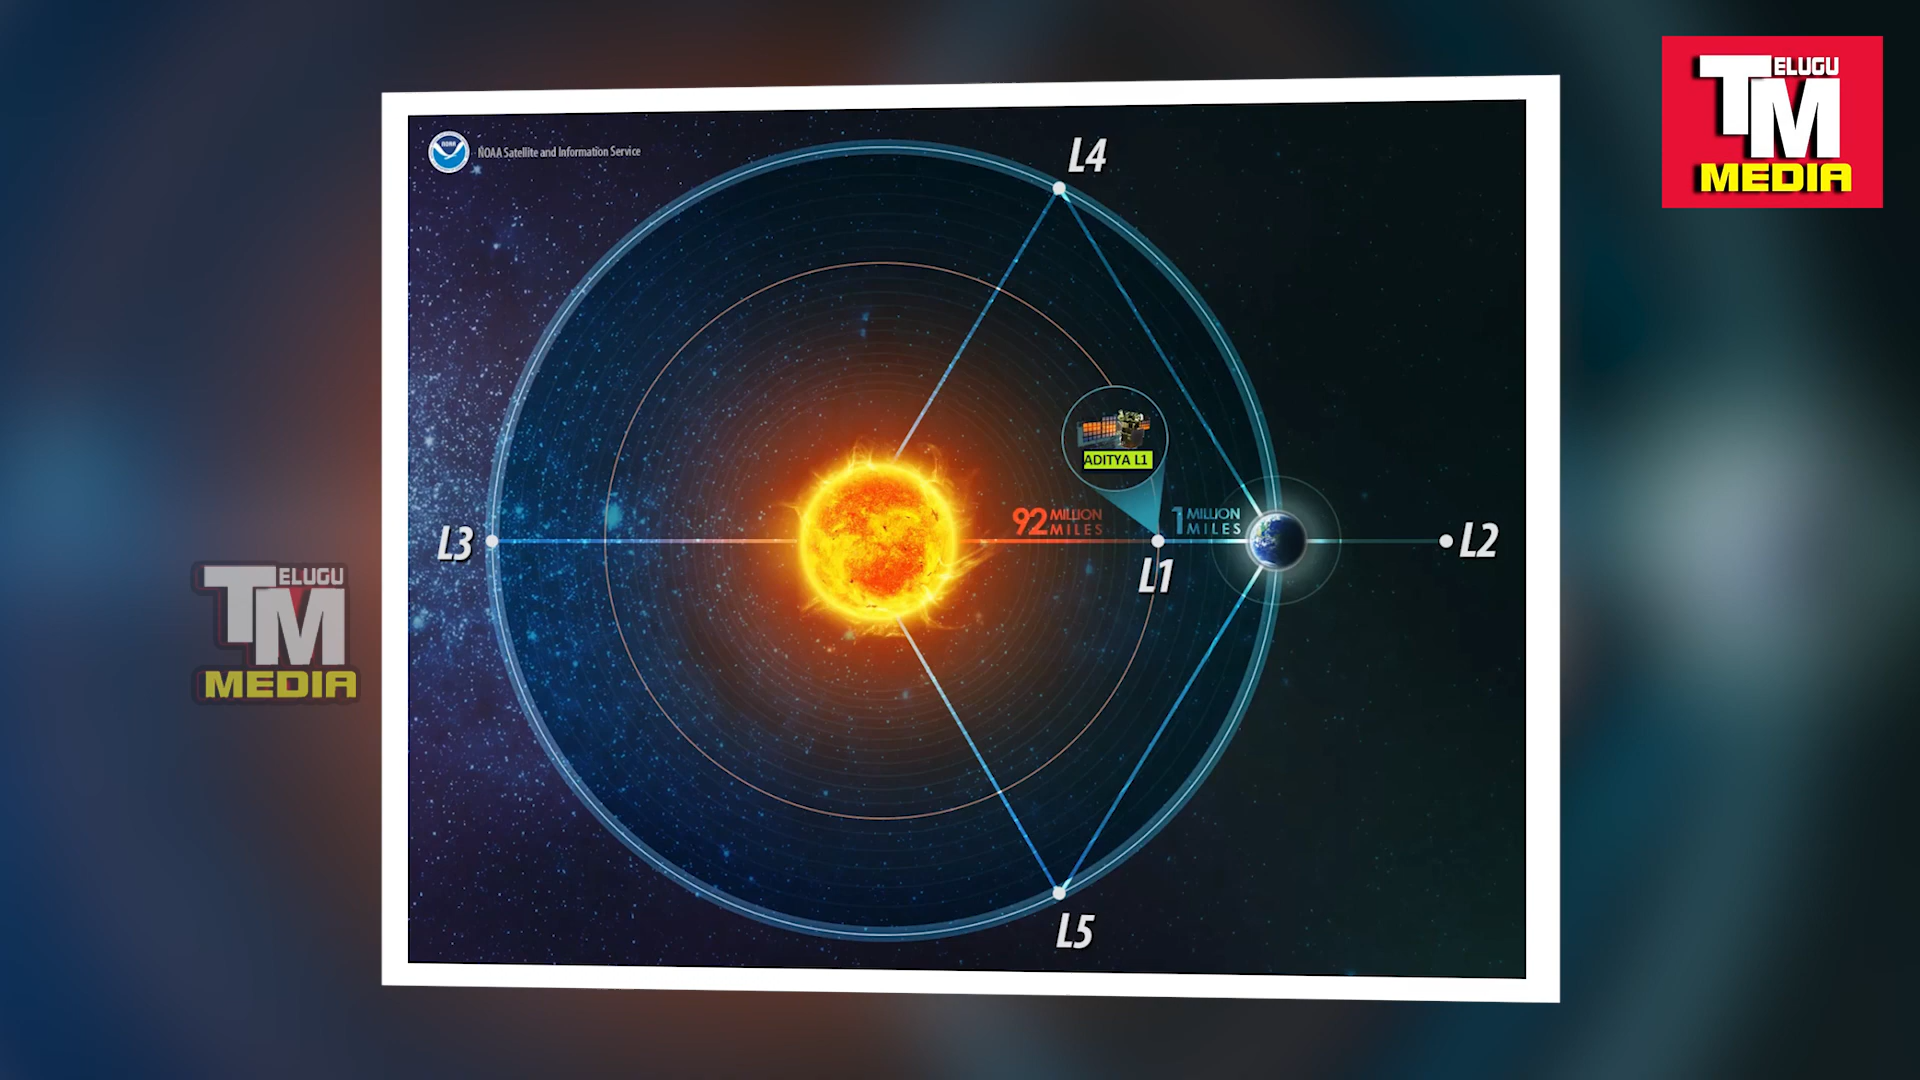 TELUGU
TM
MEDIA
NOAA
NOAA Satellite and Information Service
L4
ADITYA L1
92 MILLION
MILES
1 MILLION
MILES
L3
L1
L2
L5
TELUGU
TM
MEDIA